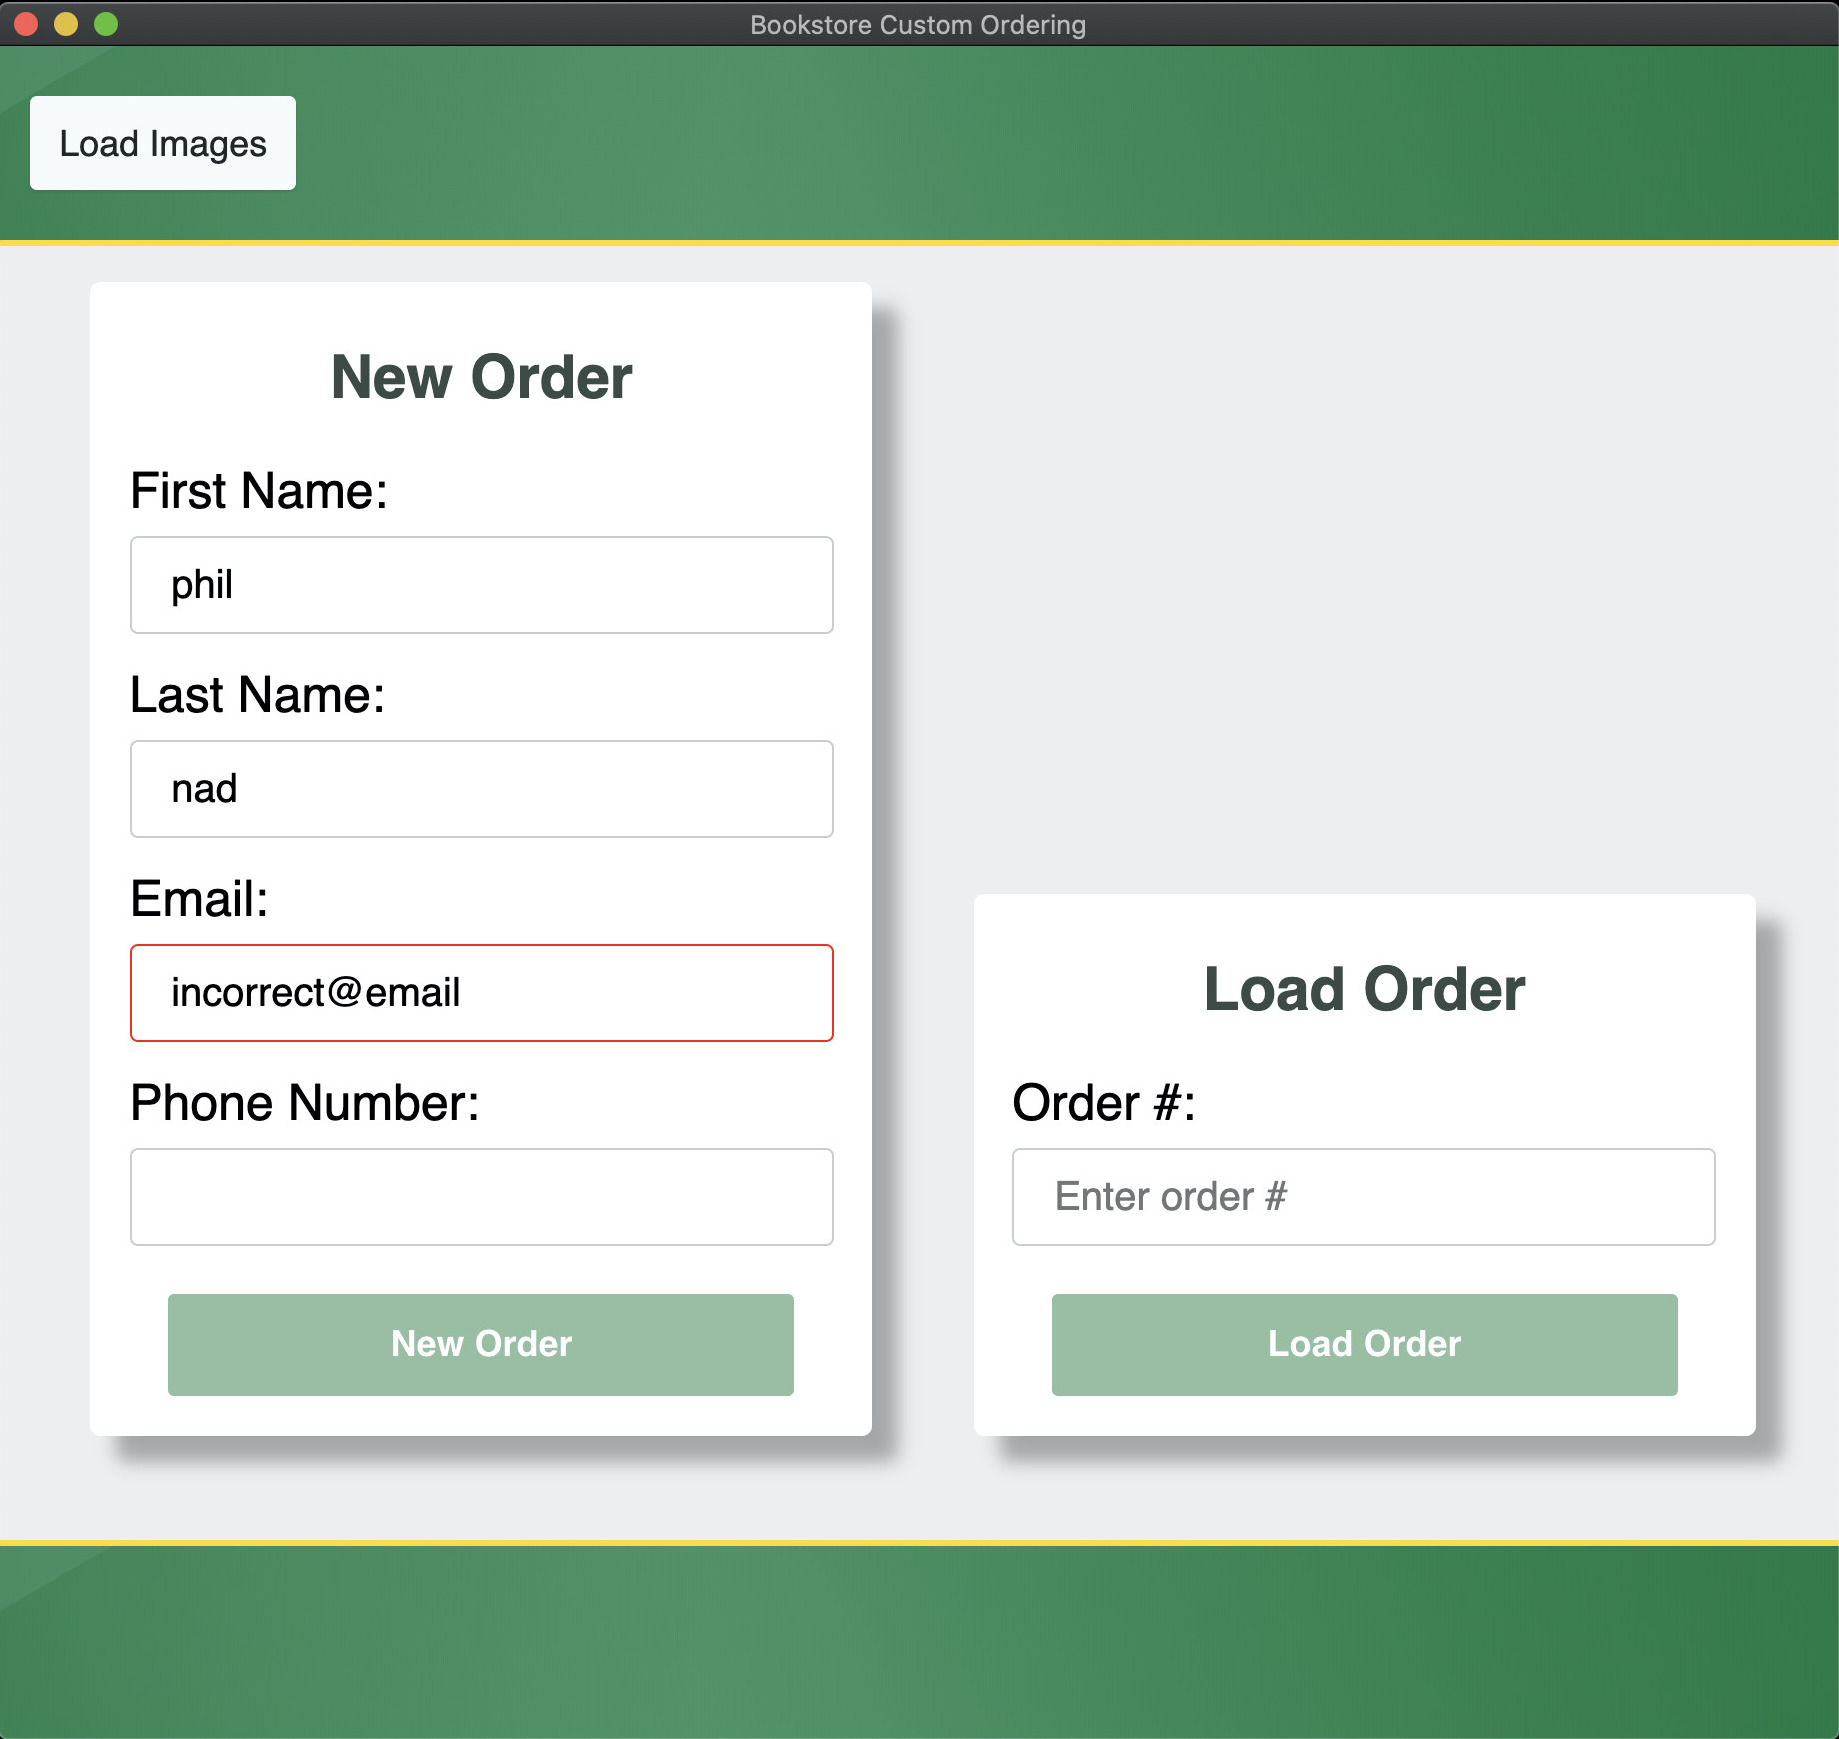 Bookstore Custom Ordering
Load Images
New Order
First Name:
phil
Last Name:
nad
Email:
incorrect@email
Phone Number:
New Order
Load Order
Order #:
Enter order #
Load Order